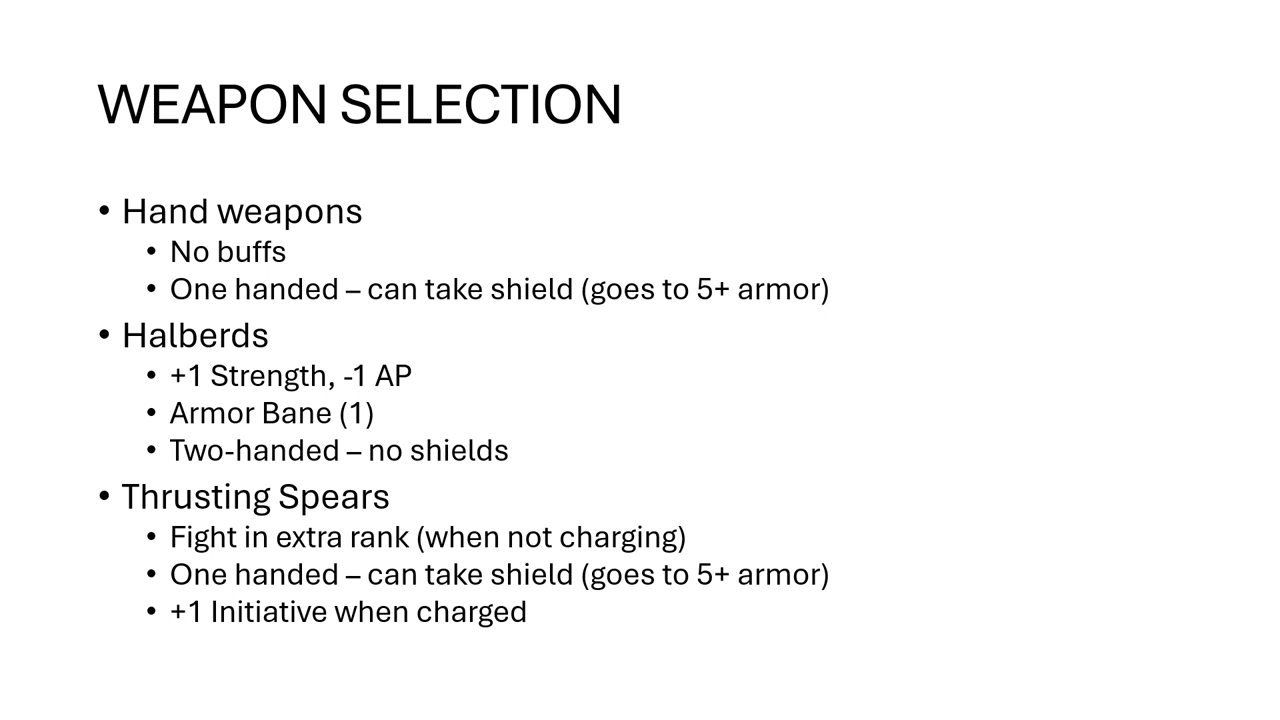 WEAPON SELECTION
• Hand weapons
• No buffs
• One handed – can take shield (goes to 5+ armor)
• Halberds
• +1 Strength, -1 AP
• Armor Bane (1)
• Two-handed – no shields
• Thrusting Spears
• Fight in extra rank (when not charging)
• One handed – can take shield (goes to 5+ armor)
• +1 Initiative when charged